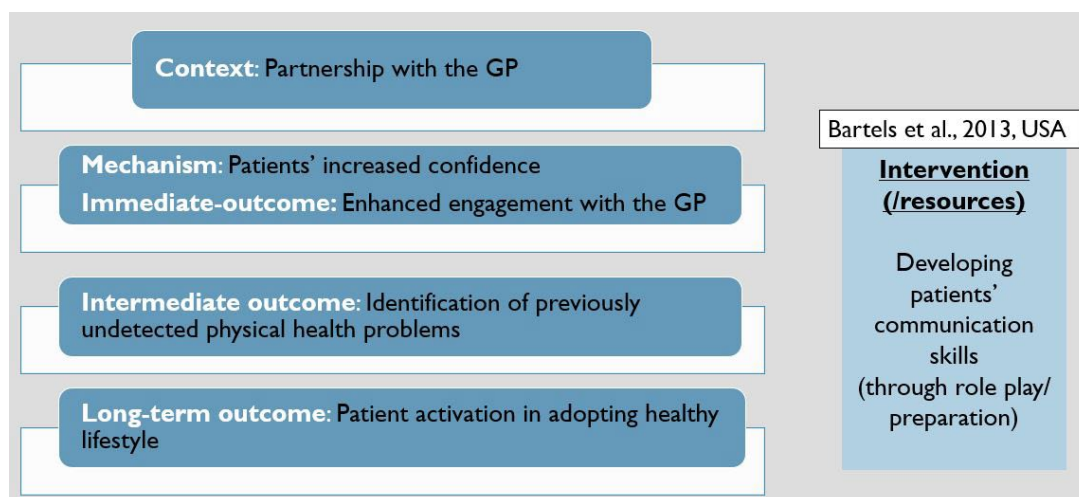 Context: Partnership with the GP
Mechanism: Patients' increased confidence
Immediate-outcome: Enhanced engagement with the GP
Intermediate outcome: Identification of previously
undetected physical health problems
Long-term outcome: Patient activation in adopting healthy
lifestyle
Bartels et al., 2013, USA
Intervention
(/resources)
Developing
patients'
communication
skills
(through role play/
preparation)